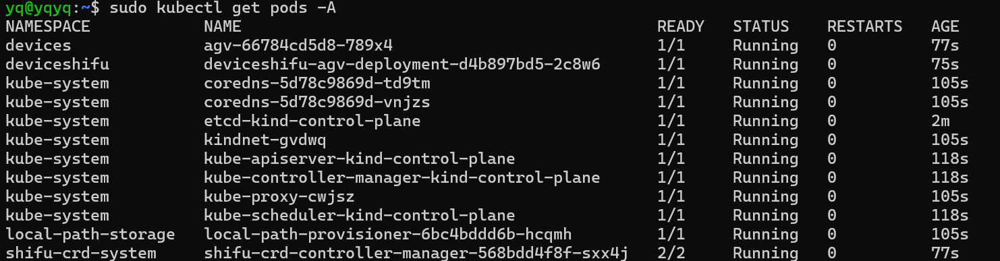 yq@yqyq:~$ sudo kubectl get pods -A
NAMESPACE            NAME                                            READY   STATUS    RESTARTS   AGE
devices              agv-66784cd5d8-789x4                            1/1     Running   0          77s
deviceshifu          deviceshifu-agv-deployment-d4b897bd5-2c8w6      1/1     Running   0          75s
kube-system          coredns-5d78c9869d-td9tm                        1/1     Running   0          105s
kube-system          coredns-5d78c9869d-vnjzs                        1/1     Running   0          105s
kube-system          etcd-kind-control-plane                         1/1     Running   0          2m
kube-system          kindnet-gvdwq                                   1/1     Running   0          105s
kube-system          kube-apiserver-kind-control-plane               1/1     Running   0          118s
kube-system          kube-controller-manager-kind-control-plane      1/1     Running   0          118s
kube-system          kube-proxy-cwjsz                                1/1     Running   0          105s
kube-system          kube-scheduler-kind-control-plane               1/1     Running   0          118s
local-path-storage   local-path-provisioner-6bc4bddd6b-hcqmh         1/1     Running   0          105s
shifu-crd-system     shifu-crd-controller-manager-568bdd4f8f-sxx4j   2/2     Running   0          77s